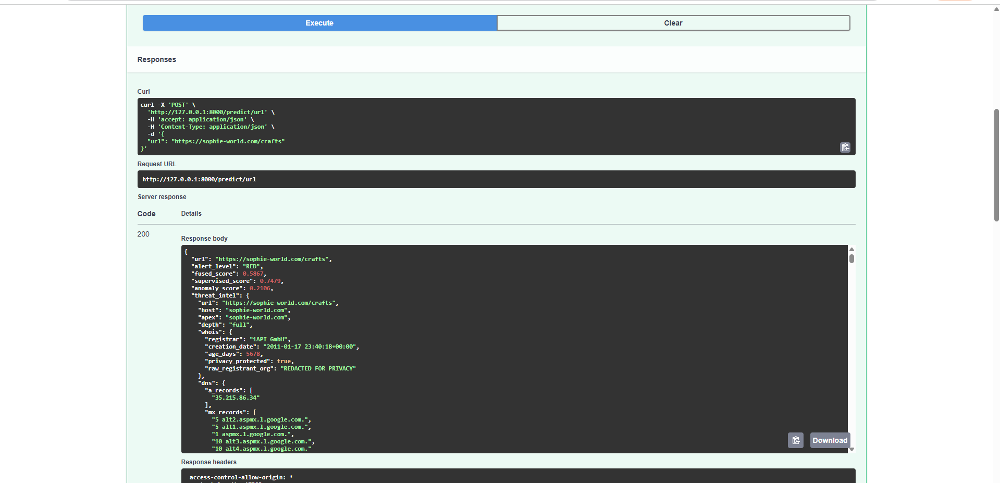 Execute
Clear
Responses
Curl
curl -X 'POST' \
  'http://127.0.0.1:8000/predict/url' \
  -H 'accept: application/json' \
  -H 'Content-Type: application/json' \
  -d '{
  "url": "https://sophie-world.com/crafts"
}'
Request URL
http://127.0.0.1:8000/predict/url
Server response
Code Details
200
Response body
{
  "url": "https://sophie-world.com/crafts",
  "alert_level": "RED",
  "fused_score": 0.5867,
  "supervised_score": 0.7479,
  "anomaly_score": 0.2106,
  "threat_intel": {
    "url": "https://sophie-world.com/crafts",
    "host": "sophie-world.com",
    "apex": "sophie-world.com",
    "depth": "full",
    "whois": {
      "registrar": "1API GmbH",
      "creation_date": "2011-01-17 23:40:18+00:00",
      "age_days": 5678,
      "privacy_protected": true,
      "raw_registrant_org": "REDACTED FOR PRIVACY"
    },
    "dns": {
      "a_records": [
        "35.215.86.34"
      ],
      "mx_records": [
        "5 alt2.aspmx.l.google.com.",
        "5 alt1.aspmx.l.google.com.",
        "1 aspmx.l.google.com.",
        "10 alt3.aspmx.l.google.com.",
        "10 alt4.aspmx.l.google.com."
Download
Response headers
access-control-allow-origin: *